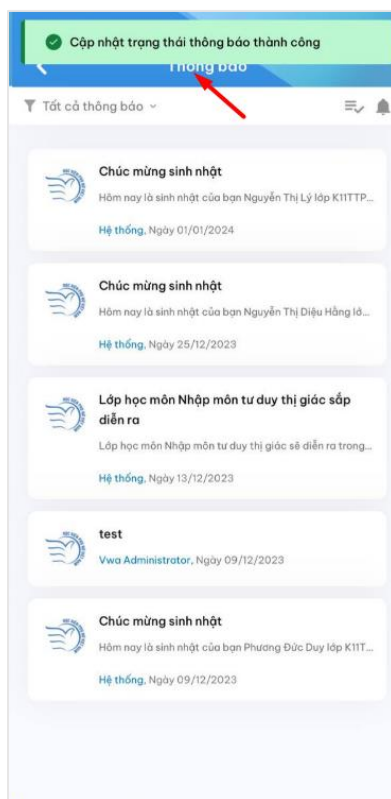 Cập nhật trạng thái thông báo thành công
Thông báo
Tất cả thông báo
Chúc mừng sinh nhật
Hôm nay là sinh nhật của bạn Nguyễn Thị Lý lớp K11TTP...
Hệ thống, Ngày 01/01/2024
Chúc mừng sinh nhật
Hôm nay là sinh nhật của bạn Nguyễn Thị Diệu Hằng lớ...
Hệ thống, Ngày 25/12/2023
Lớp học môn Nhập môn tư duy thị giác sắp
diễn ra
Lớp học môn Nhập môn tư duy thị giác sẽ diễn ra trong...
Hệ thống, Ngày 13/12/2023
test
Vwa Administrator, Ngày 09/12/2023
Chúc mừng sinh nhật
Hôm nay là sinh nhật của bạn Phương Đức Duy lớp K11T...
Hệ thống, Ngày 09/12/2023